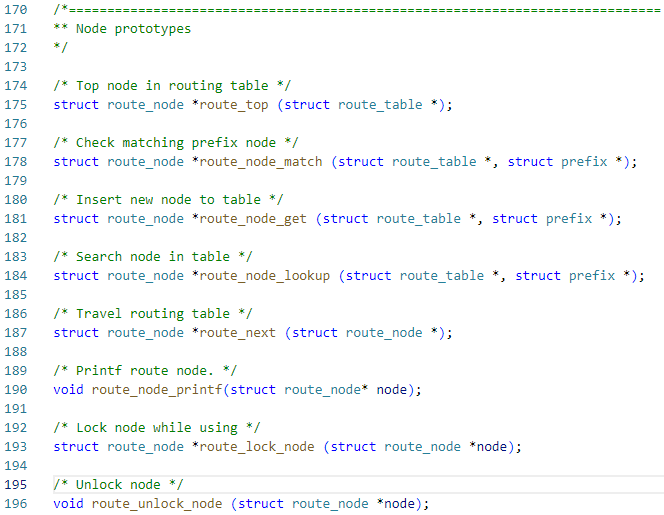 170 /*=============================================================================
171 ** Node prototypes
172 */
173
174 /* Top node in routing table */
175 struct route_node *route_top (struct route_table *);
176
177 /* Check matching prefix node */
178 struct route_node *route_node_match (struct route_table *, struct prefix *);
179
180 /* Insert new node to table */
181 struct route_node *route_node_get (struct route_table *, struct prefix *);
182
183 /* Search node in table */
184 struct route_node *route_node_lookup (struct route_table *, struct prefix *);
185
186 /* Travel routing table */
187 struct route_node *route_next (struct route_node *);
188
189 /* Printf route node. */
190 void route_node_printf(struct route_node* node);
191
192 /* Lock node while using */
193 struct route_node *route_lock_node (struct route_node *node);
194
195 /* Unlock node */
196 void route_unlock_node (struct route_node *node);